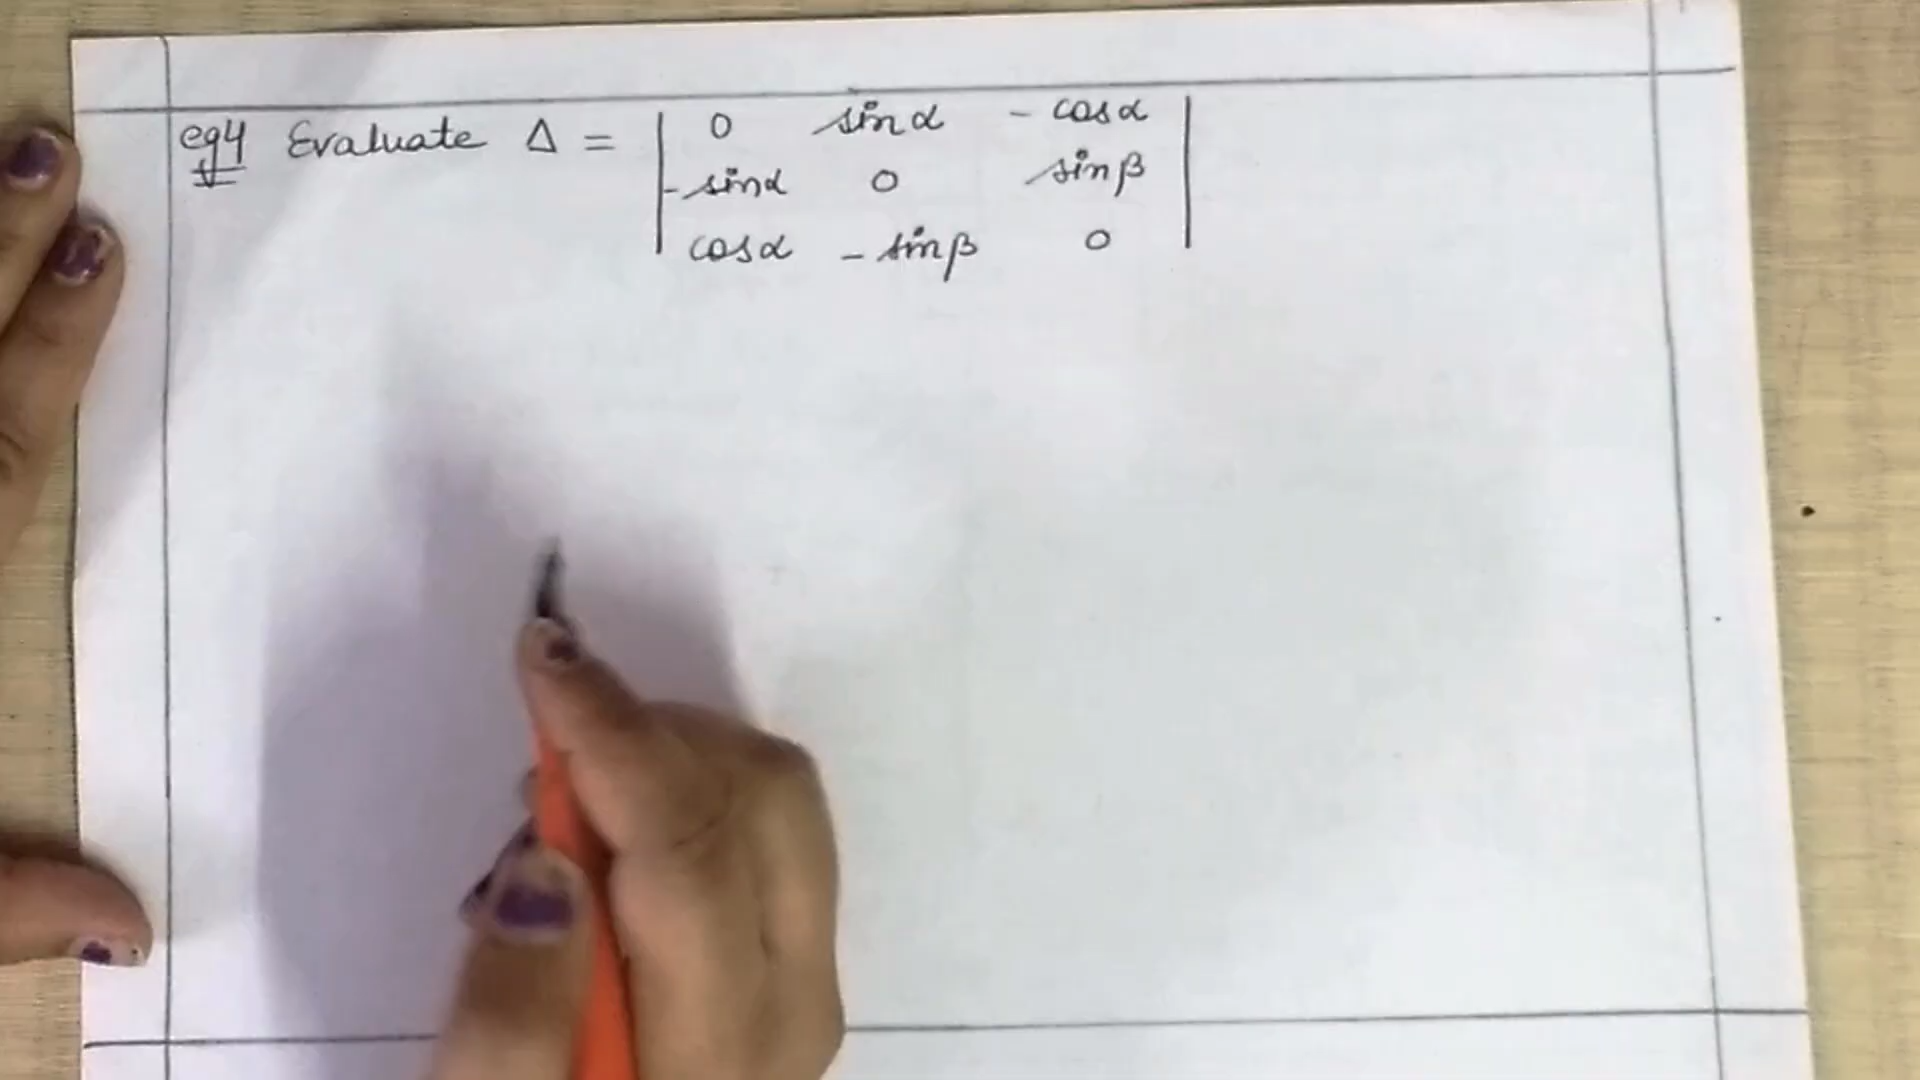 eg4 Evaluate Δ = | 0 sinα - cosα |
- sinα 0 sinβ
cosα - sinβ 0